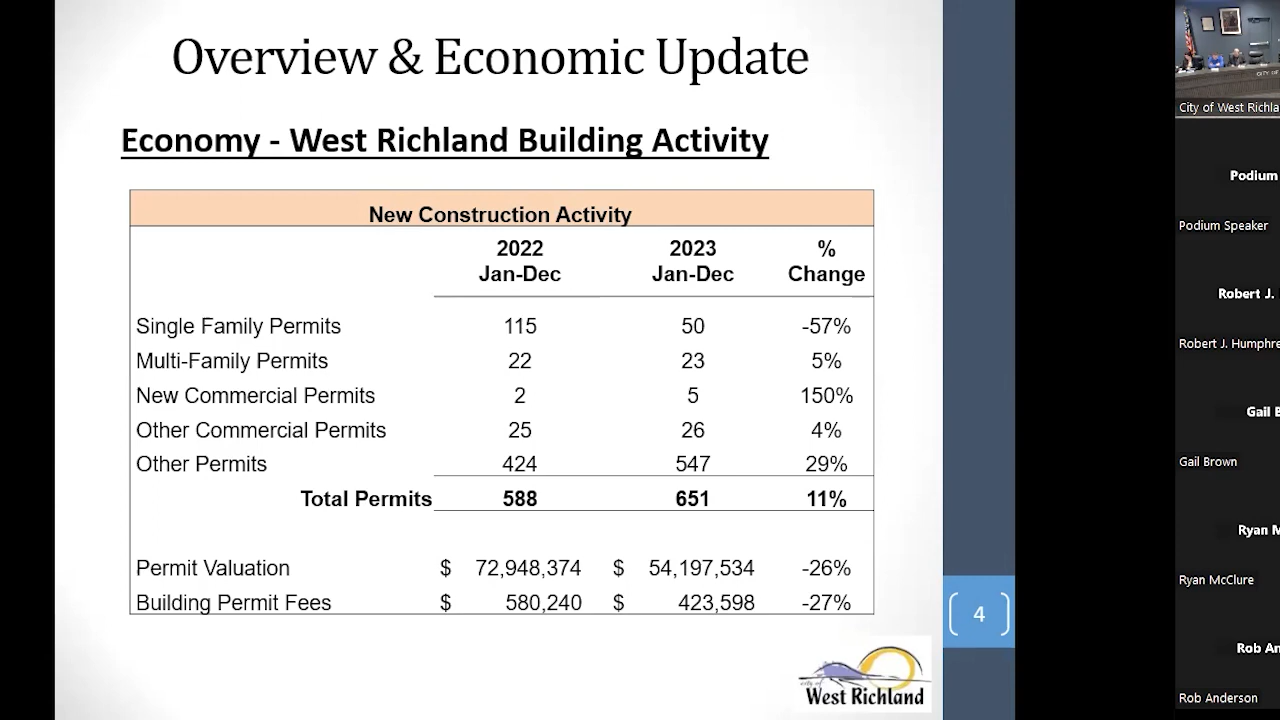 Overview & Economic Update
Economy - West Richland Building Activity
New Construction Activity
2022 2023 %
Jan-Dec Jan-Dec Change
Single Family Permits 115 50 -57%
Multi-Family Permits 22 23 5%
New Commercial Permits 2 5 150%
Other Commercial Permits 25 26 4%
Other Permits 424 547 29%
Total Permits 588 651 11%
Permit Valuation $ 72,948,374 $ 54,197,534 -26%
Building Permit Fees $ 580,240 $ 423,598 -27%
4
city of
West Richland
CITY OF
City of West Richla
Podium
Podium Speaker
Robert J.
Robert J. Humphre
Gail B
Gail Brown
Ryan M
Ryan McClure
Rob An
Rob Anderson